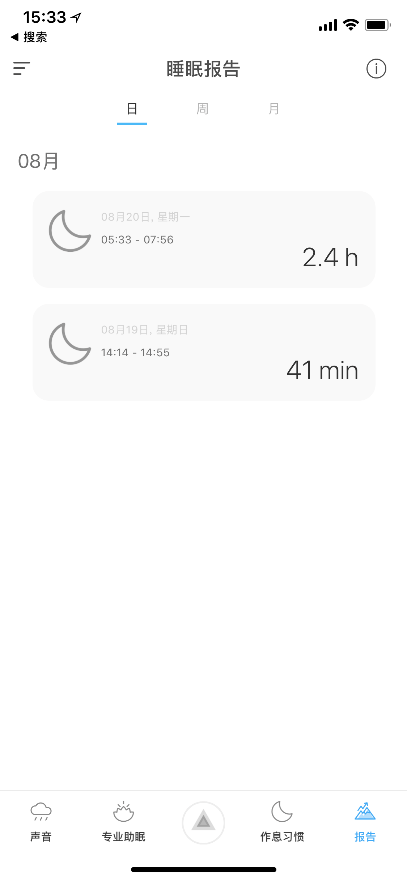 15:33
◀ 搜索
睡眠报告
日 周 月
08月
08月20日, 星期一
05:33 - 07:56
2.4 h
08月19日, 星期日
14:14 - 14:55
41 min
声音 专业助眠 作息习惯 报告